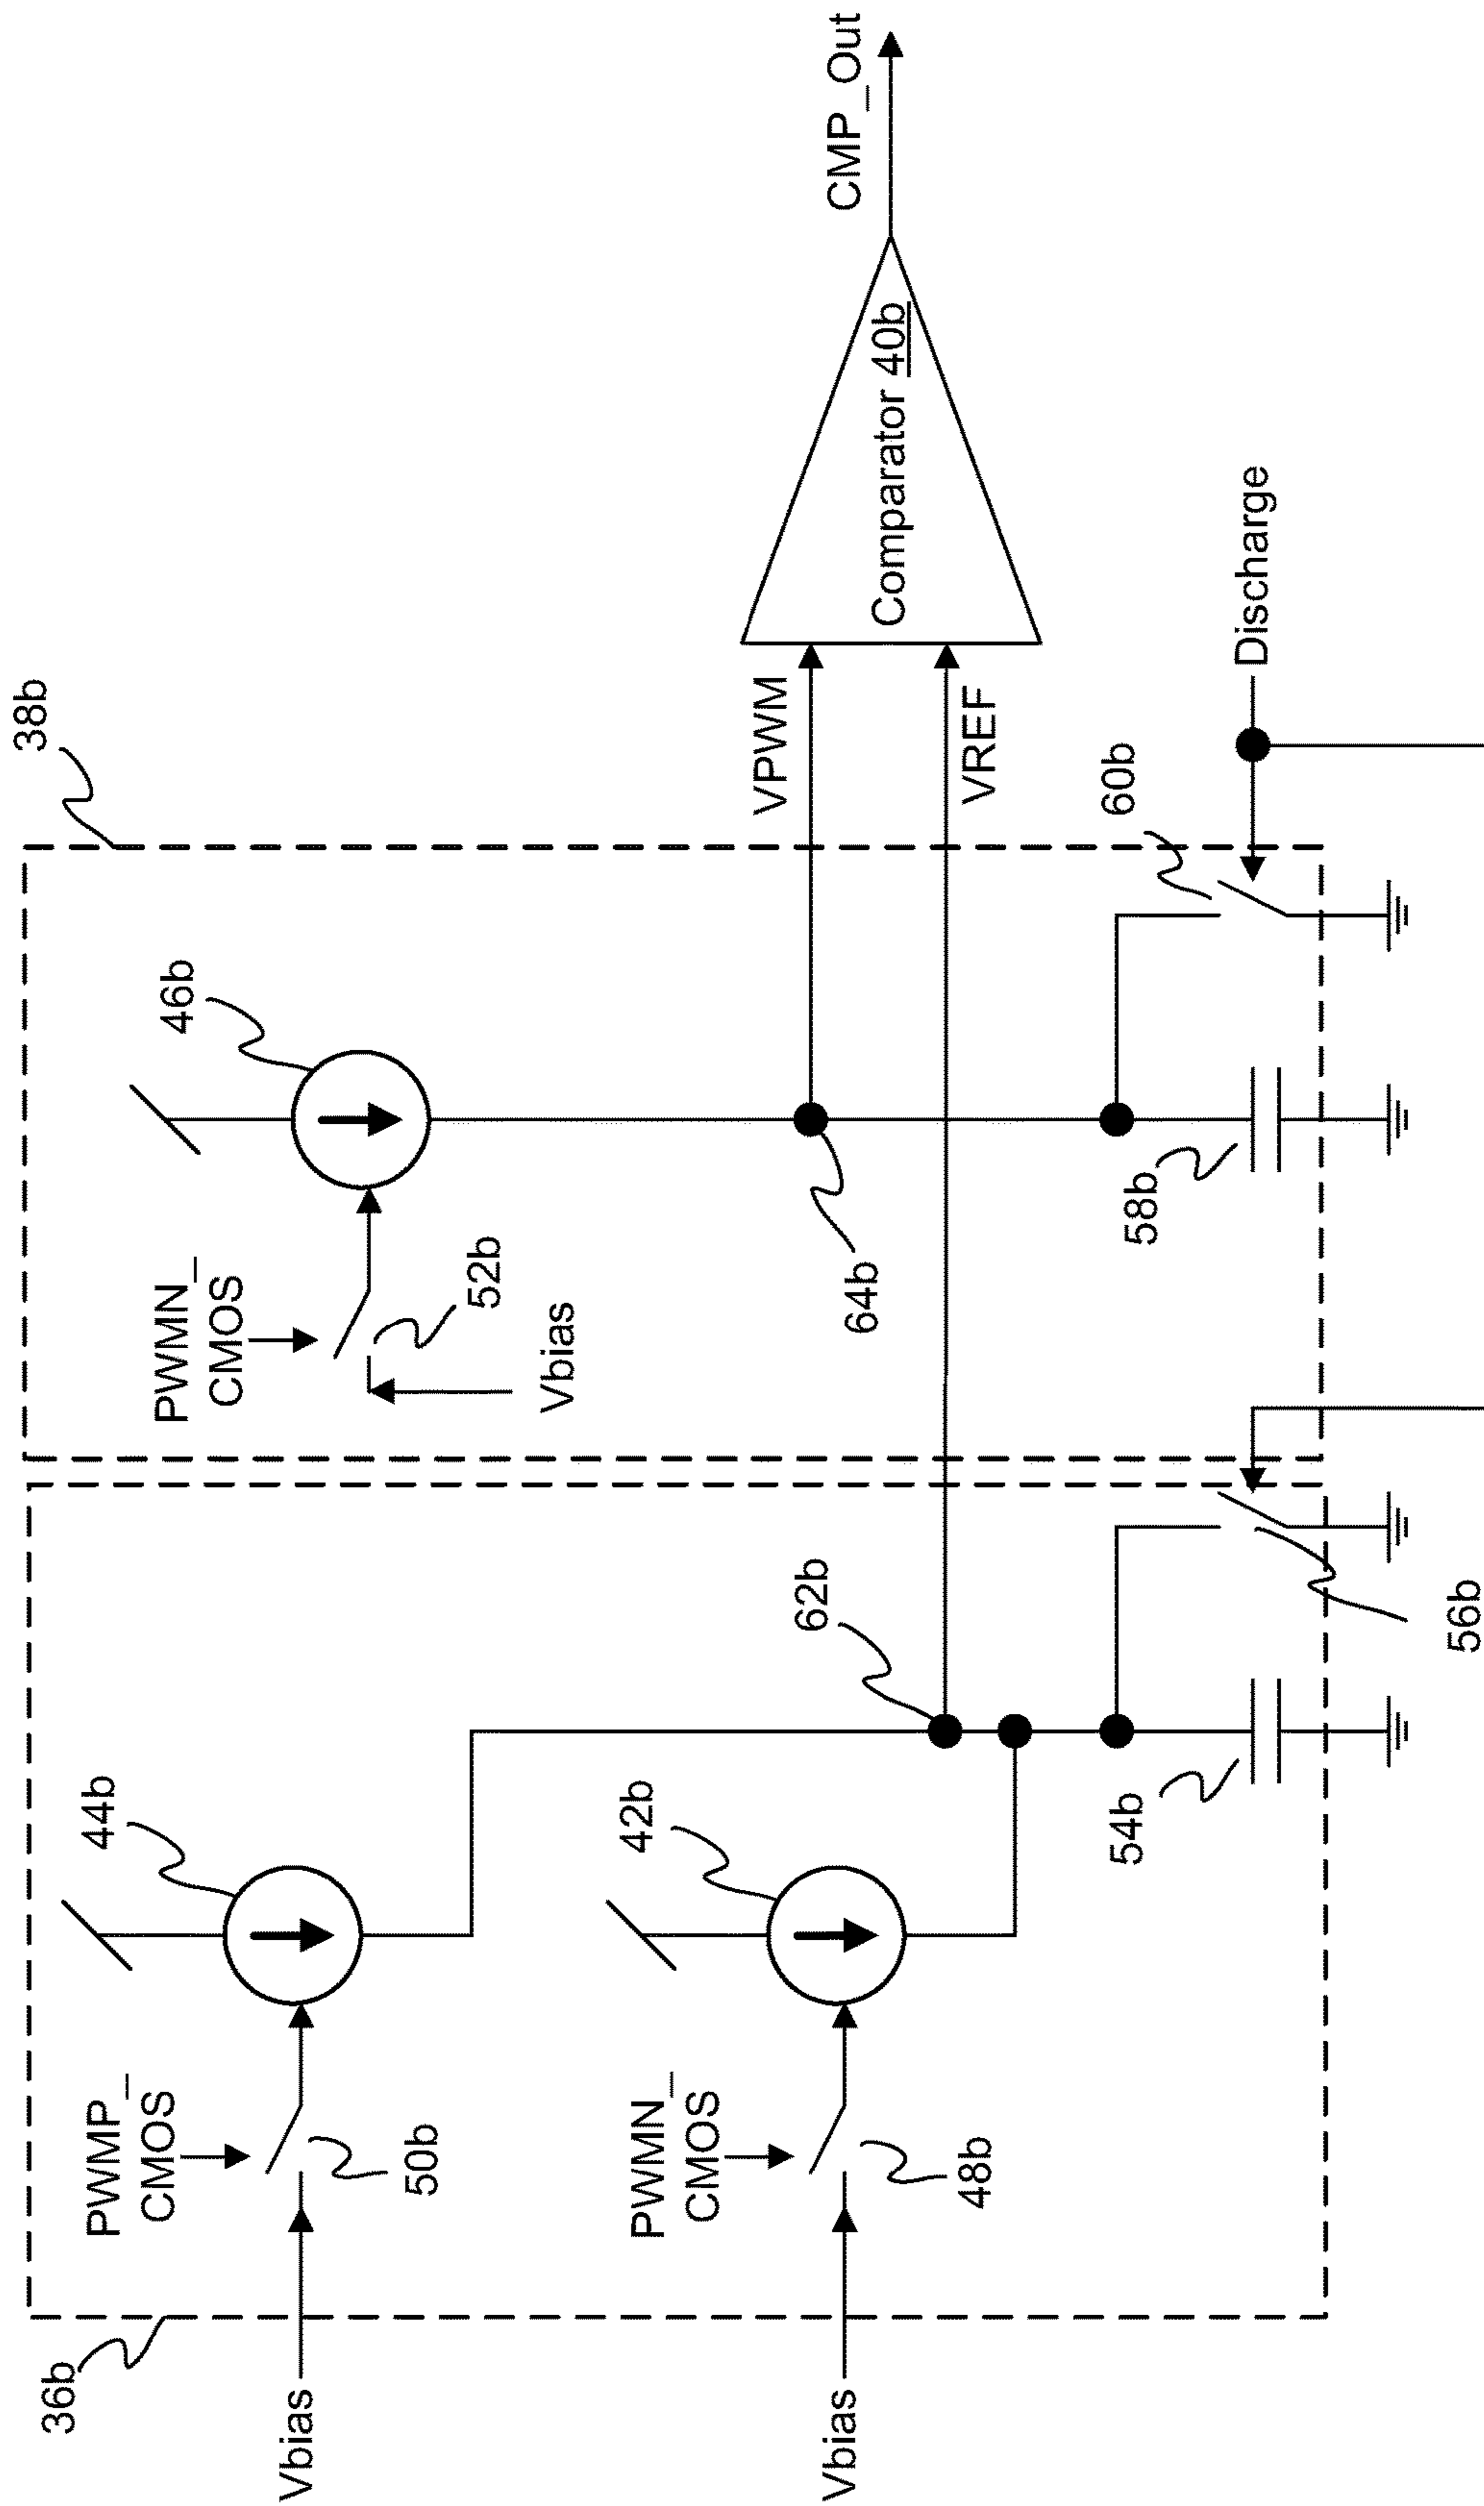 36b
38b
44b
46b
PWMP_
CMOS
PWMN_
CMOS
50b
52b
Vbias
Vbias
42b
PWMN_
CMOS
48b
Vbias
62b
64b
VPWM
VREF
Comparator 40b
CMP_Out
54b
58b
60b
Discharge
56b